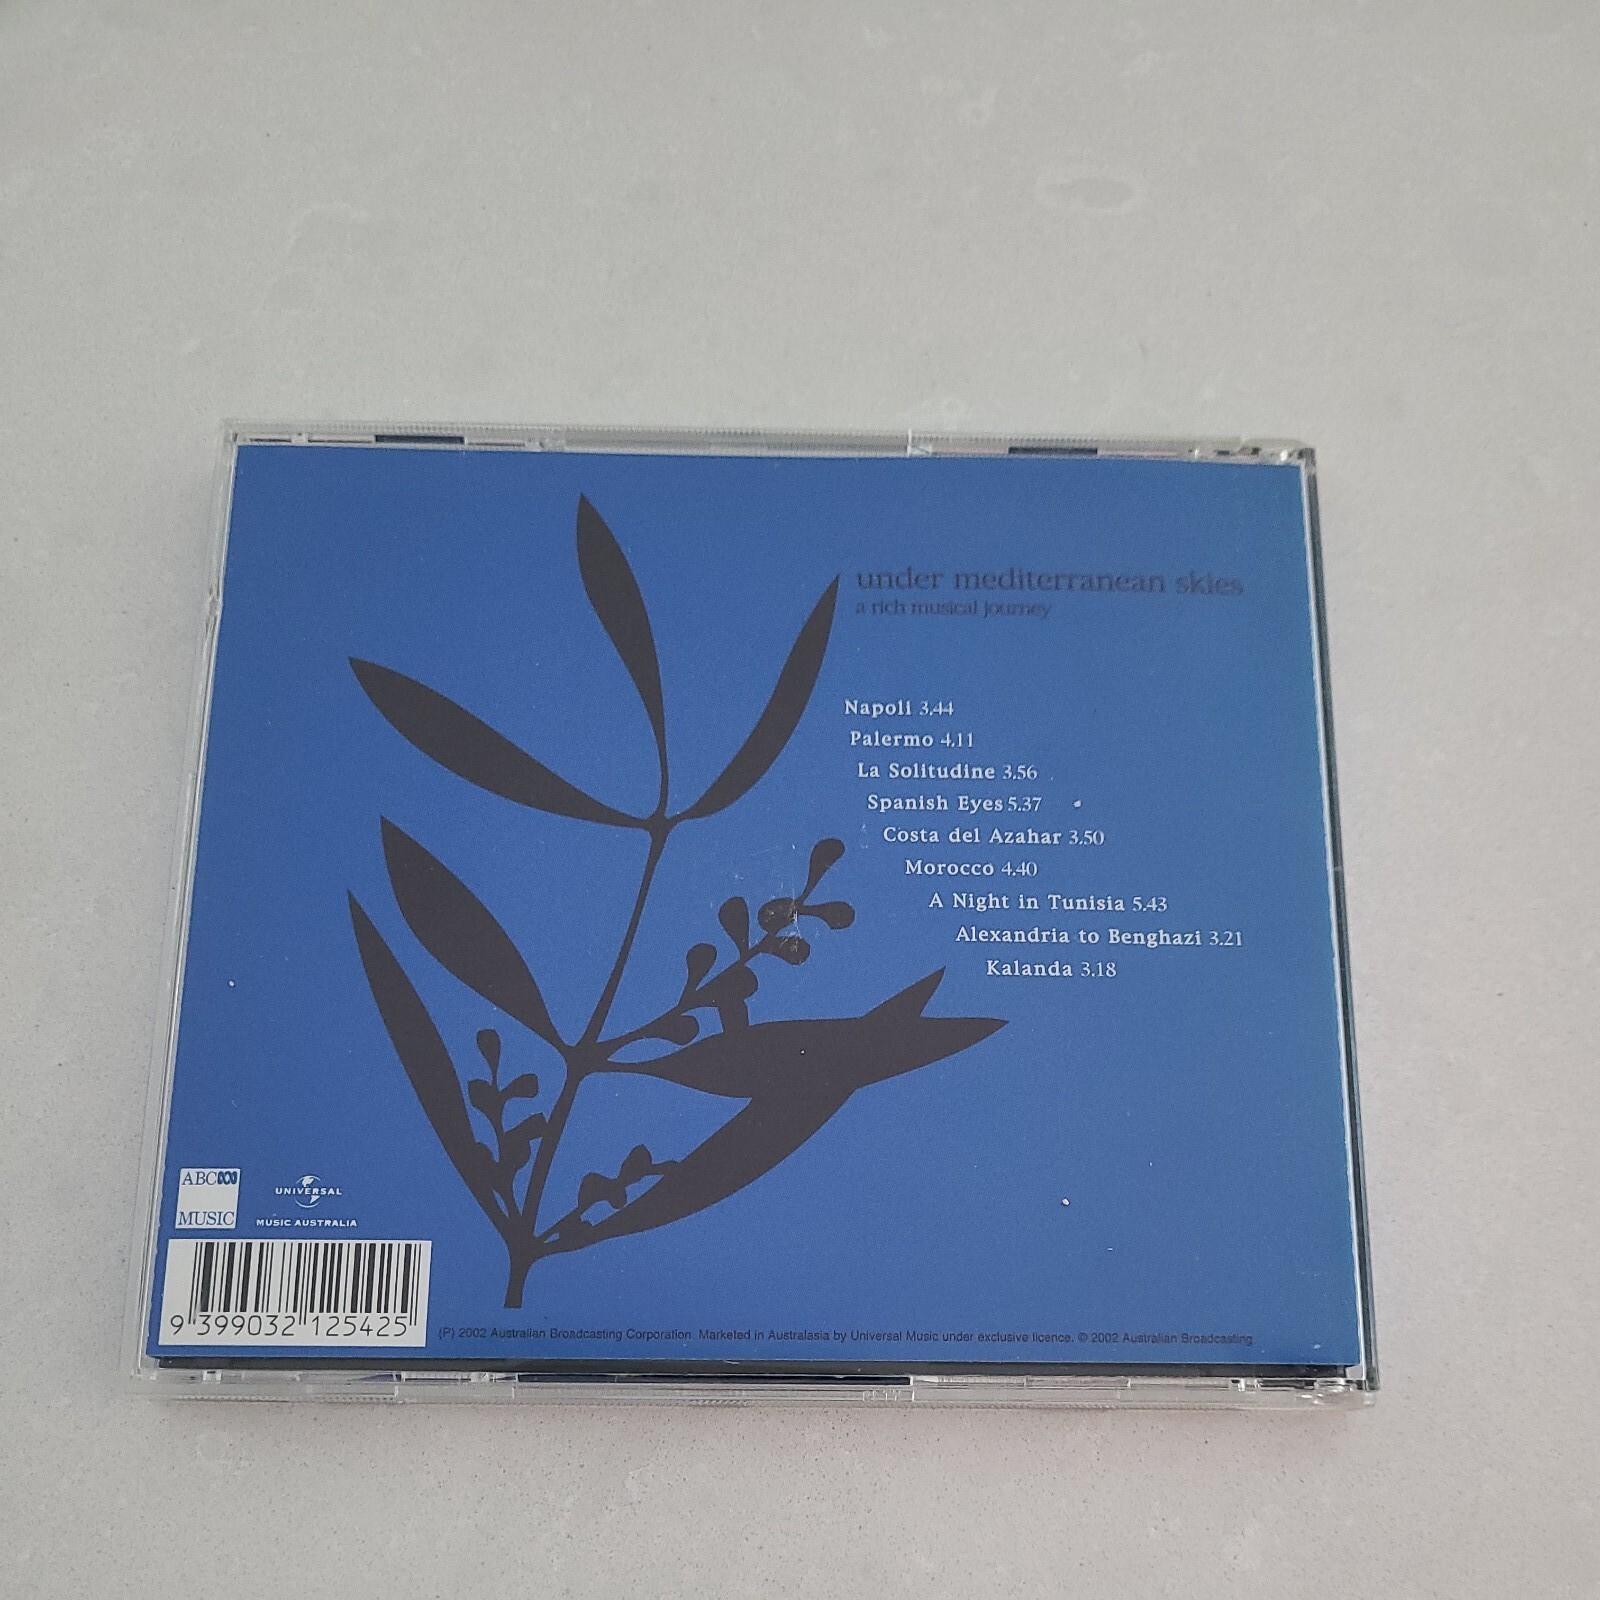 under mediterranean skies
a rich musical journey
Napoli 3.44
Palermo 4.11
La Solitudine 3.56
Spanish Eyes 5.37
Costa del Azahar 3.50
Morocco 4.40
A Night in Tunisia 5.43
Alexandria to Benghazi 3.21
Kalanda 3.18
ABC
MUSIC
UNIVERSAL
MUSIC AUSTRALIA
9 399032 125425
(P) 2002 Australian Broadcasting Corporation. Marketed in Australasia by Universal Music under exclusive licence. © 2002 Australian Broadcasting